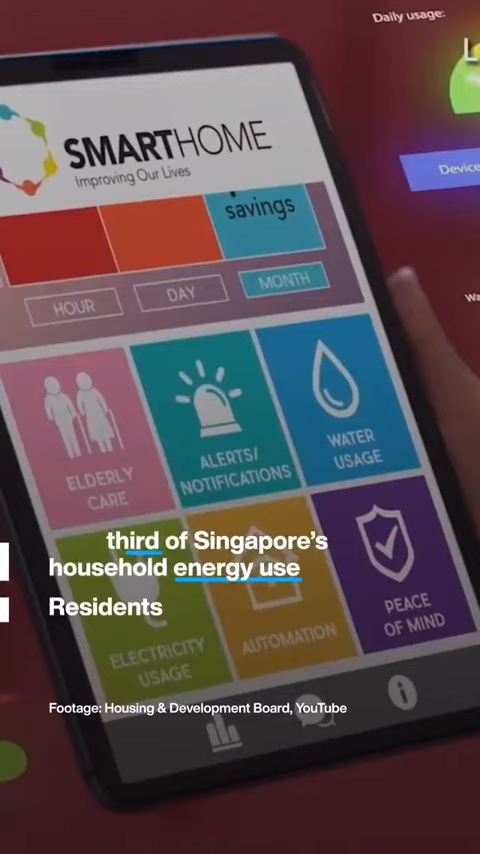 Daily usage:
L
Device
SMARTHOME
Improving Our Lives
savings
HOUR
DAY
MONTH
ELDERLY
CARE
ALERTS/
NOTIFICATIONS
WATER
USAGE
third of Singapore's
household energy use
Residents
ELECTRICITY
USAGE
AUTOMATION
PEACE
OF MIND
Footage: Housing & Development Board, YouTube